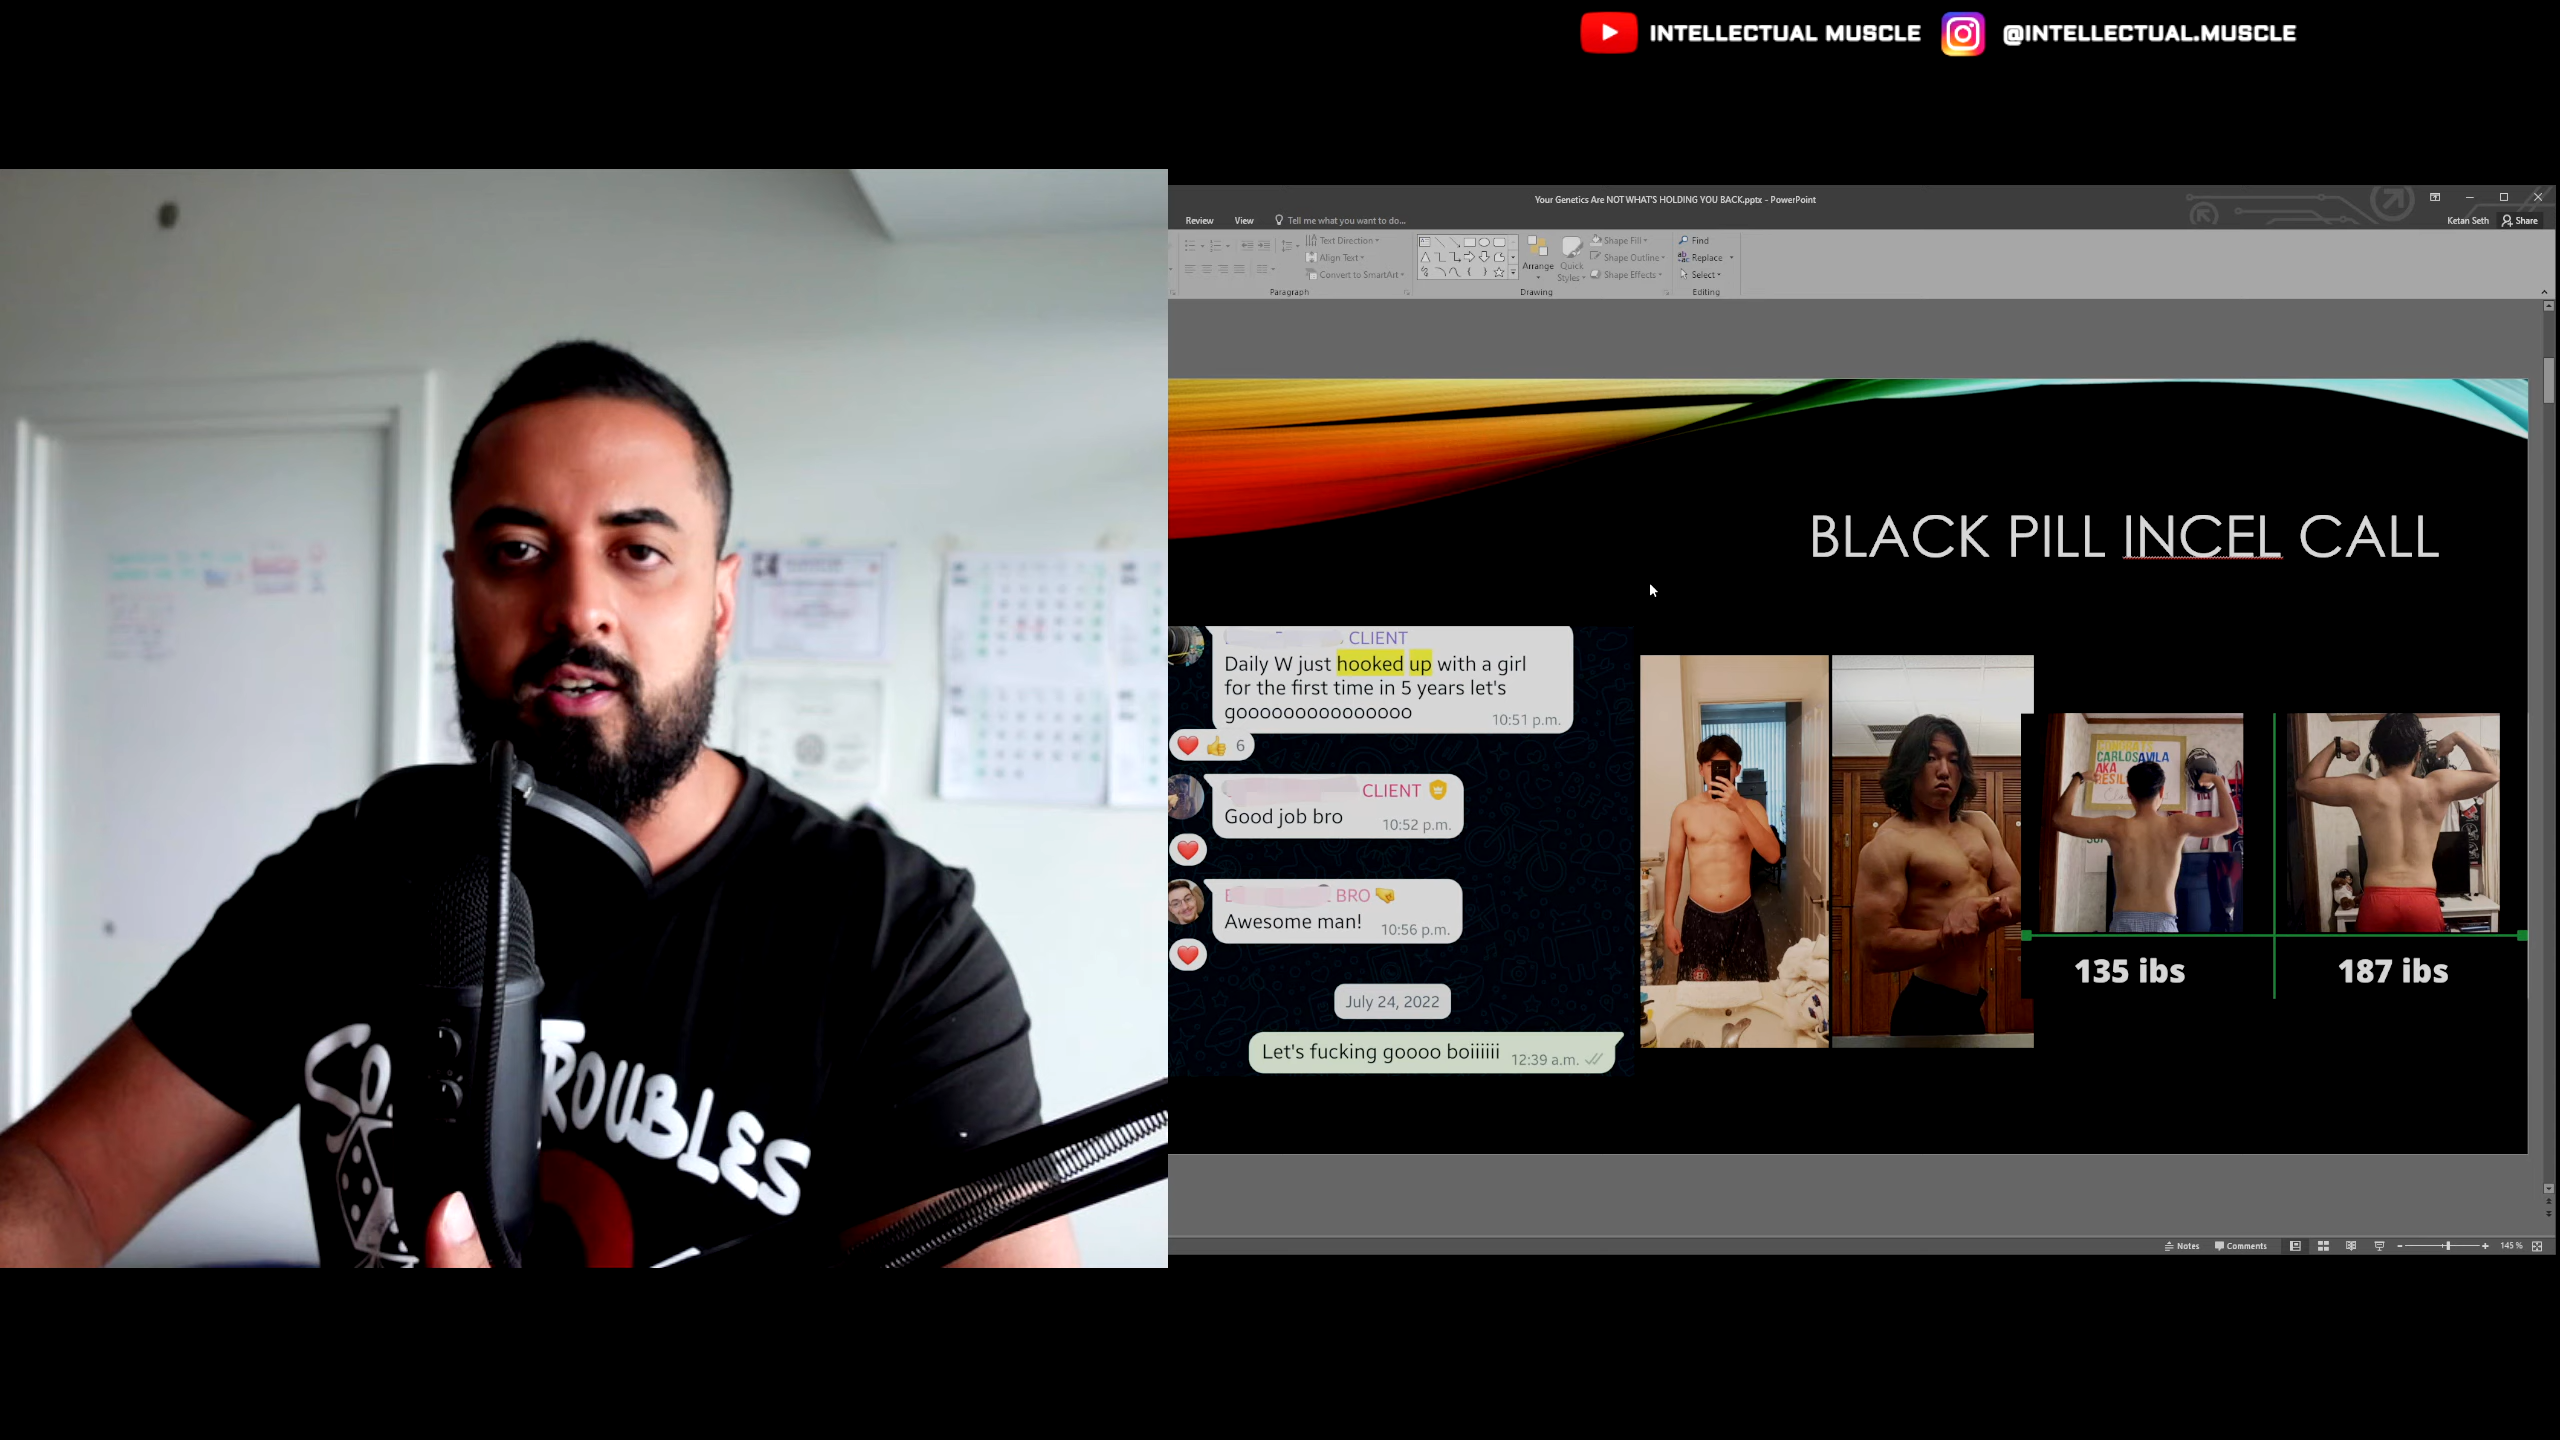 INTELLECTUAL MUSCLE @INTELLECTUAL.MUSCLE
Your Genetics Are NOT WHAT'S HOLDING YOU BACK.pptx - PowerPoint
Review View Tell me what you want to do...
Ketan Seth Share
Text Direction
Align Text
Convert to SmartArt
Paragraph
Arrange
Quick
Styles
Shape Fill
Shape Outline
Shape Effects
Drawing
Find
Replace
Select
Editing
BLACK PILL INCEL CALL
CLIENT
Daily W just hooked up with a girl
for the first time in 5 years let's
gooooooooooooooo
10:51 p.m.
6
CLIENT
Good job bro
10:52 p.m.
BRO
Awesome man!
10:56 p.m.
July 24, 2022
Let's fucking goooo boiiiiii
12:39 a.m.
CARLOS AVILA
AKA
135 ibs
187 ibs
TROUBLES
Notes Comments 145 %